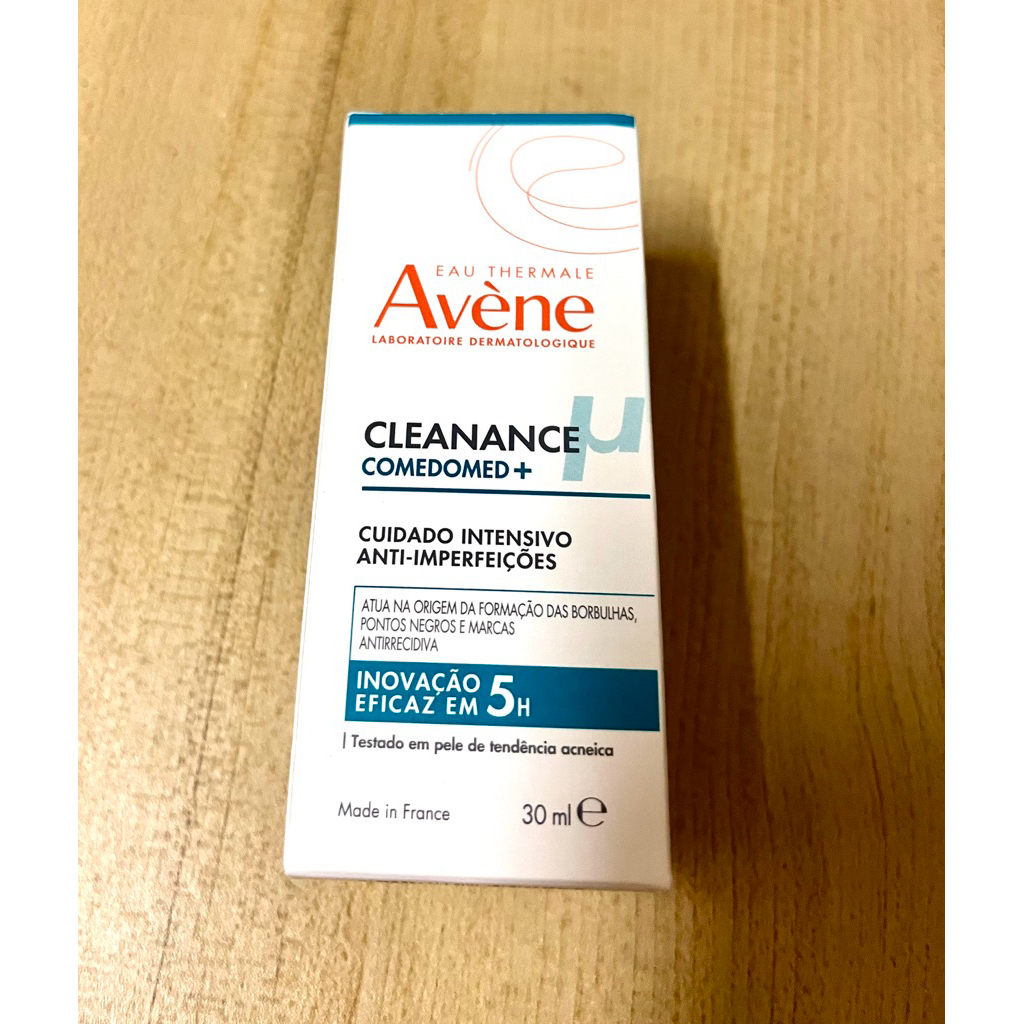 EAU THERMALE
Avène
LABORATOIRE DERMATOLOGIQUE
CLEANANCE
µ
COMEDOMED+
CUIDADO INTENSIVO
ANTI-IMPERFEIÇÕES
ATUA NA ORIGEM DA FORMAÇÃO DAS BORBULHAS,
PONTOS NEGROS E MARCAS
ANTIRRECIDIVA
INOVAÇÃO
EFICAZ EM 5H
| Testado em pele de tendência acneica
Made in France 30 ml ℮